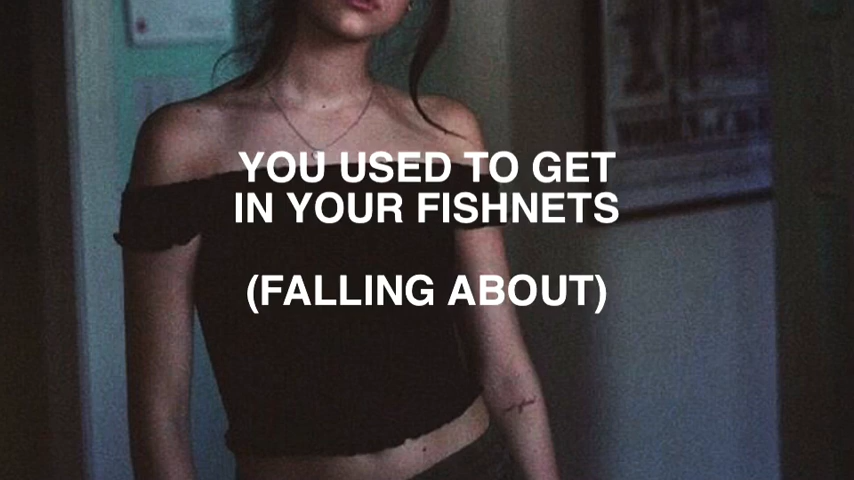 YOU USED TO GET
IN YOUR FISHNETS
(FALLING ABOUT)